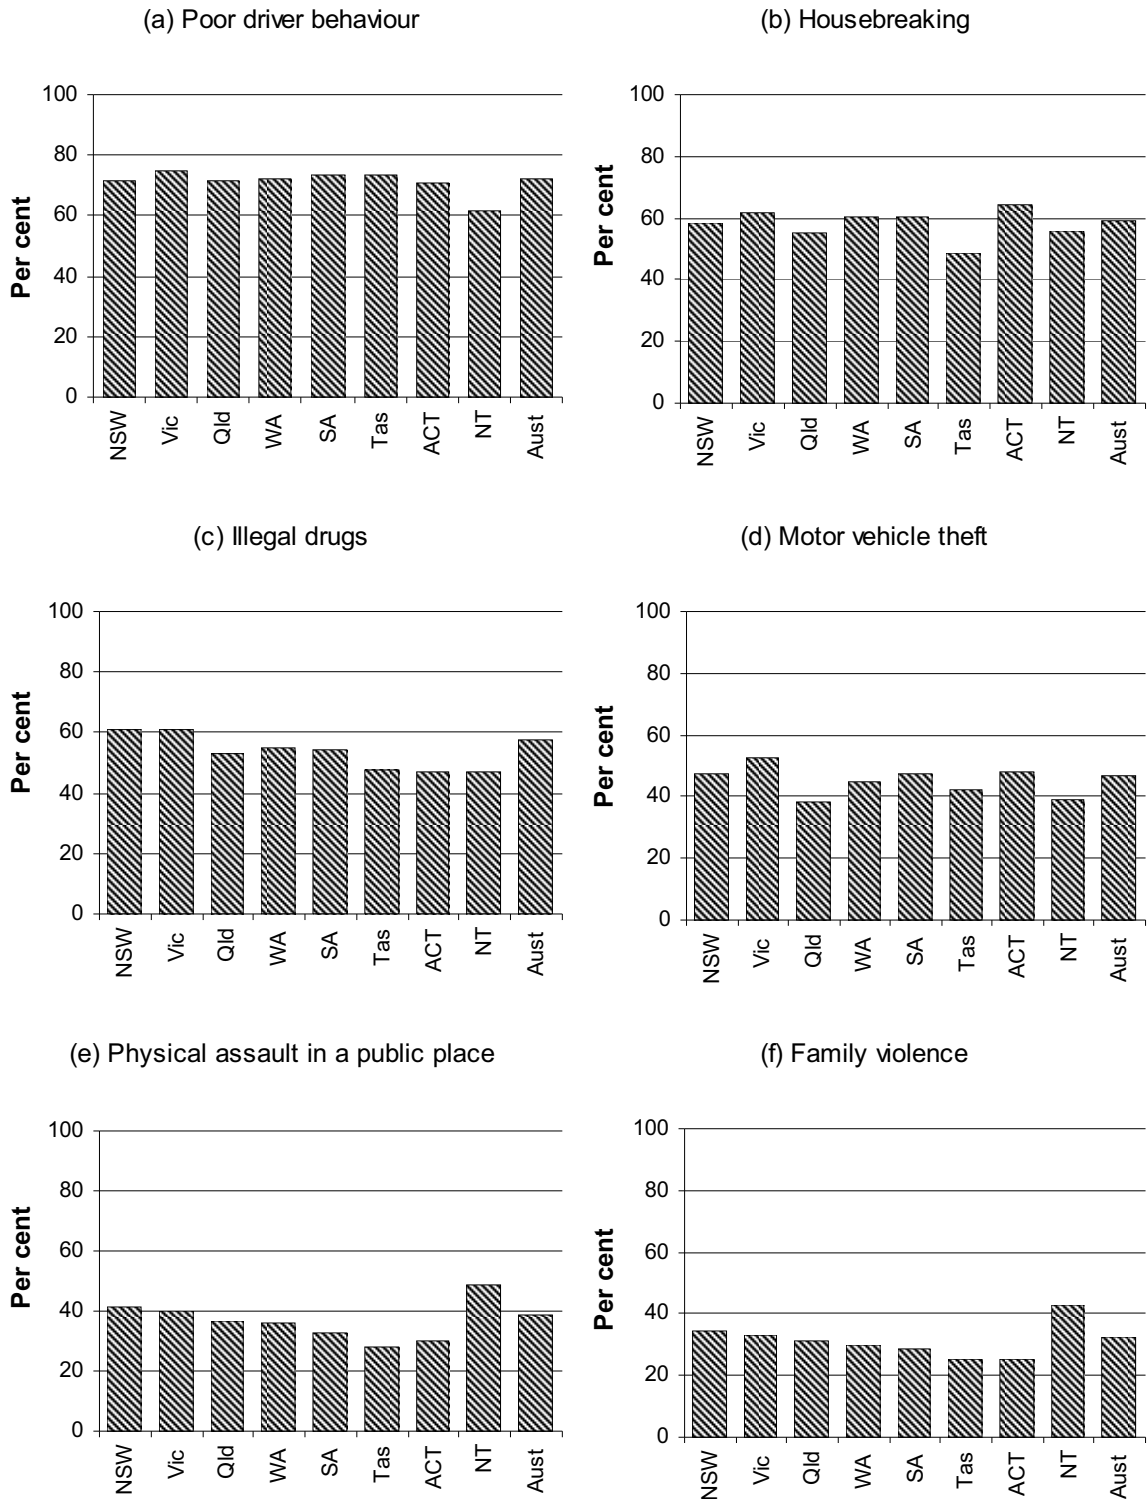 (a) Poor driver behaviour
100
80
60
40
20
0
Per cent
NSW
Vic
Qld
WA
SA
Tas
ACT
NT
Aust
(b) Housebreaking
100
80
60
40
20
0
Per cent
NSW
Vic
Qld
WA
SA
Tas
ACT
NT
Aust
(c) Illegal drugs
100
80
60
40
20
0
Per cent
NSW
Vic
Qld
WA
SA
Tas
ACT
NT
Aust
(d) Motor vehicle theft
100
80
60
40
20
0
Per cent
NSW
Vic
Qld
WA
SA
Tas
ACT
NT
Aust
(e) Physical assault in a public place
100
80
60
40
20
0
Per cent
NSW
Vic
Qld
WA
SA
Tas
ACT
NT
Aust
(f) Family violence
100
80
60
40
20
0
Per cent
NSW
Vic
Qld
WA
SA
Tas
ACT
NT
Aust